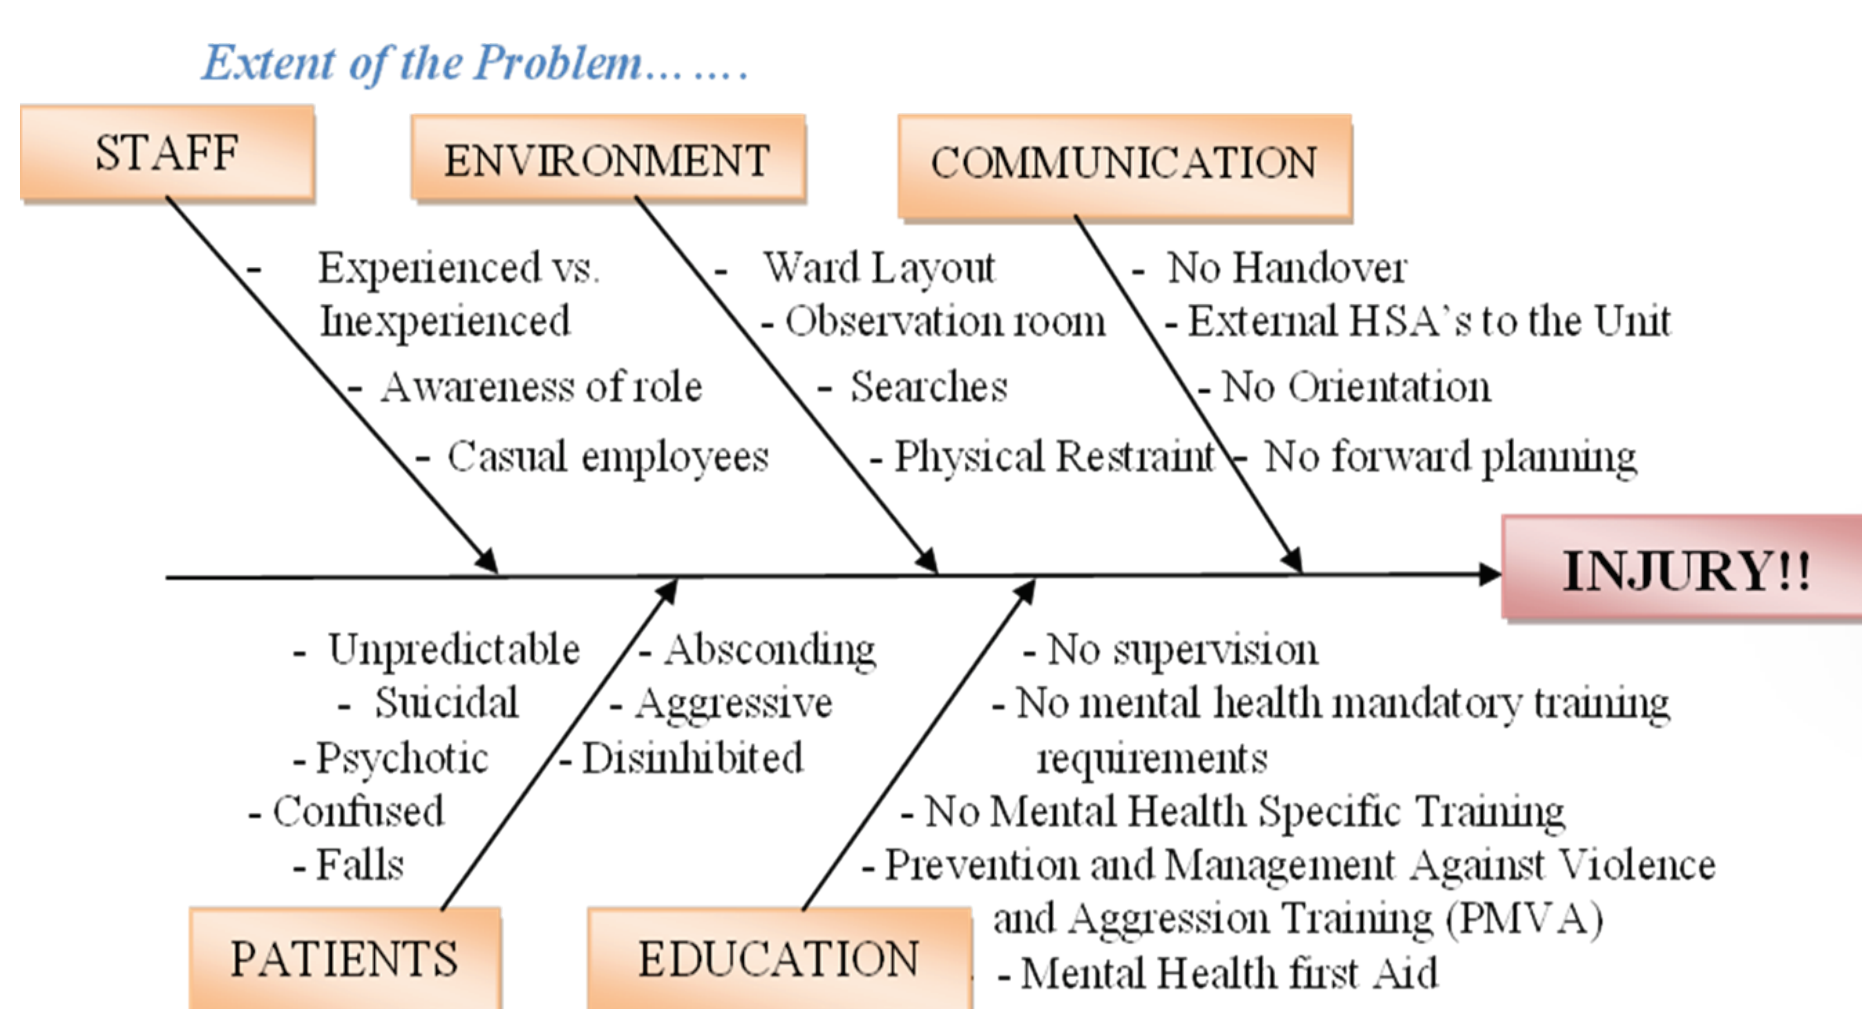 Extent of the Problem…….
STAFF
ENVIRONMENT
COMMUNICATION
- Experienced vs.
Inexperienced
- Awareness of role
- Casual employees
- Ward Layout
- Observation room
- Searches
- Physical Restraint
- No Handover
- External HSA's to the Unit
- No Orientation
- No forward planning
INJURY!!
- Unpredictable
- Suicidal
- Psychotic
- Confused
- Falls
- Absconding
- Aggressive
- Disinhibited
- No supervision
- No mental health mandatory training
requirements
- No Mental Health Specific Training
- Prevention and Management Against Violence
and Aggression Training (PMVA)
- Mental Health first Aid
PATIENTS
EDUCATION